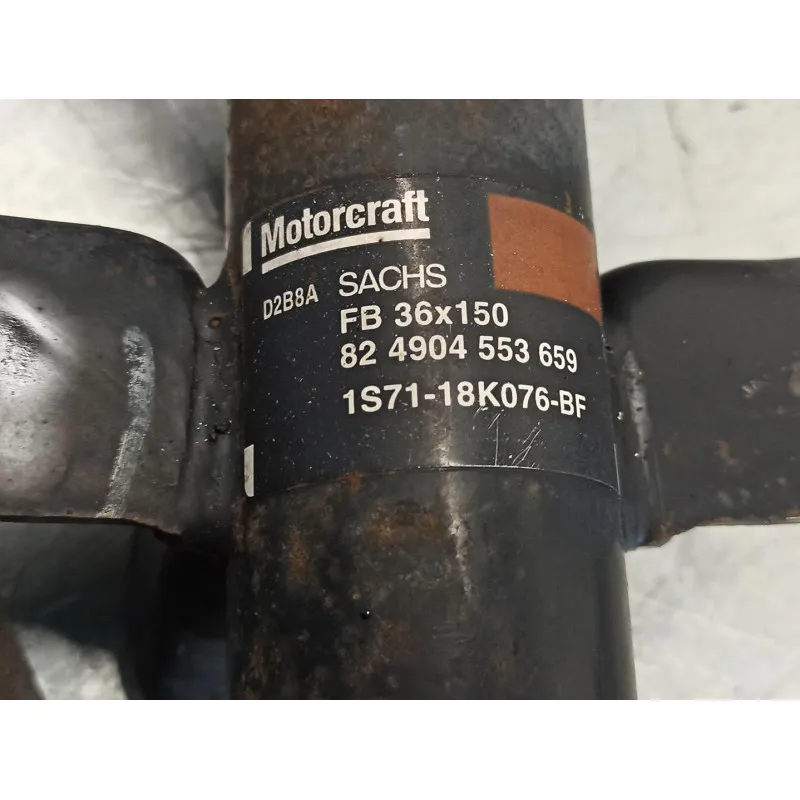 Motorcraft
D2B8A SACHS
FB 36x150
82 4904 553 659
1S71-18K076-BF